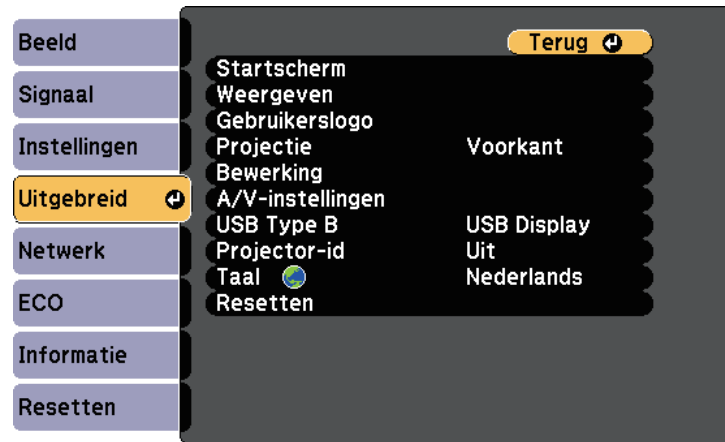 Beeld
Signaal
Instellingen
Uitgebreid
Netwerk
ECO
Informatie
Resetten
Terug
Startscherm
Weergeven
Gebruikerslogo
Projectie Voorkant
Bewerking
A/V-instellingen
USB Type B USB Display
Projector-id Uit
Taal Nederlands
Resetten